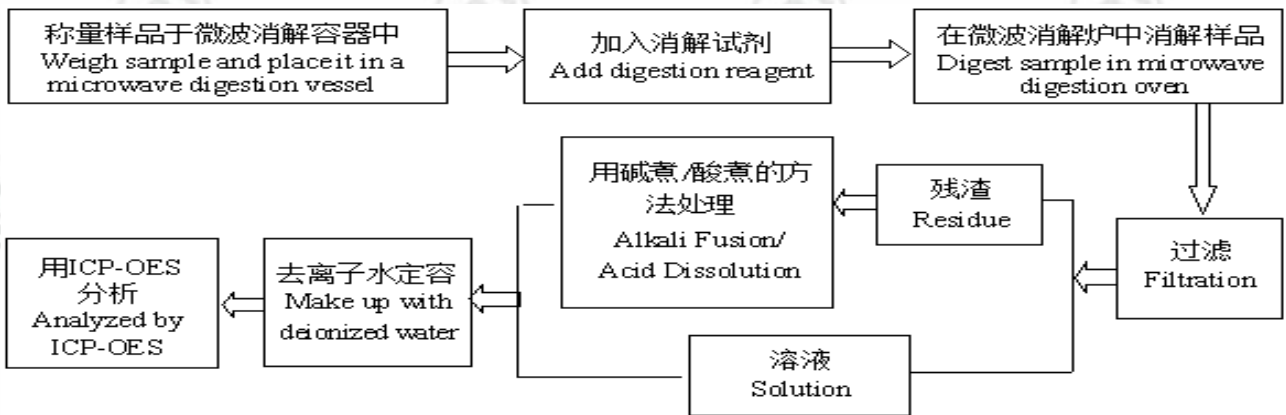 称量样品于微波消解容器中
Weigh sample and place it in a
microwave digestion vessel
加入消解试剂
Add digestion reagent
在微波消解炉中消解样品
Digest sample in microwave
digestion oven
过滤
Filtration
残渣
Residue
用碱煮/酸煮的方
法处理
Alkali Fusion/
Acid Dissolution
溶液
Solution
去离子水定容
Make up with
deionized water
用ICP-OES
分析
Analyzed by
ICP-OES